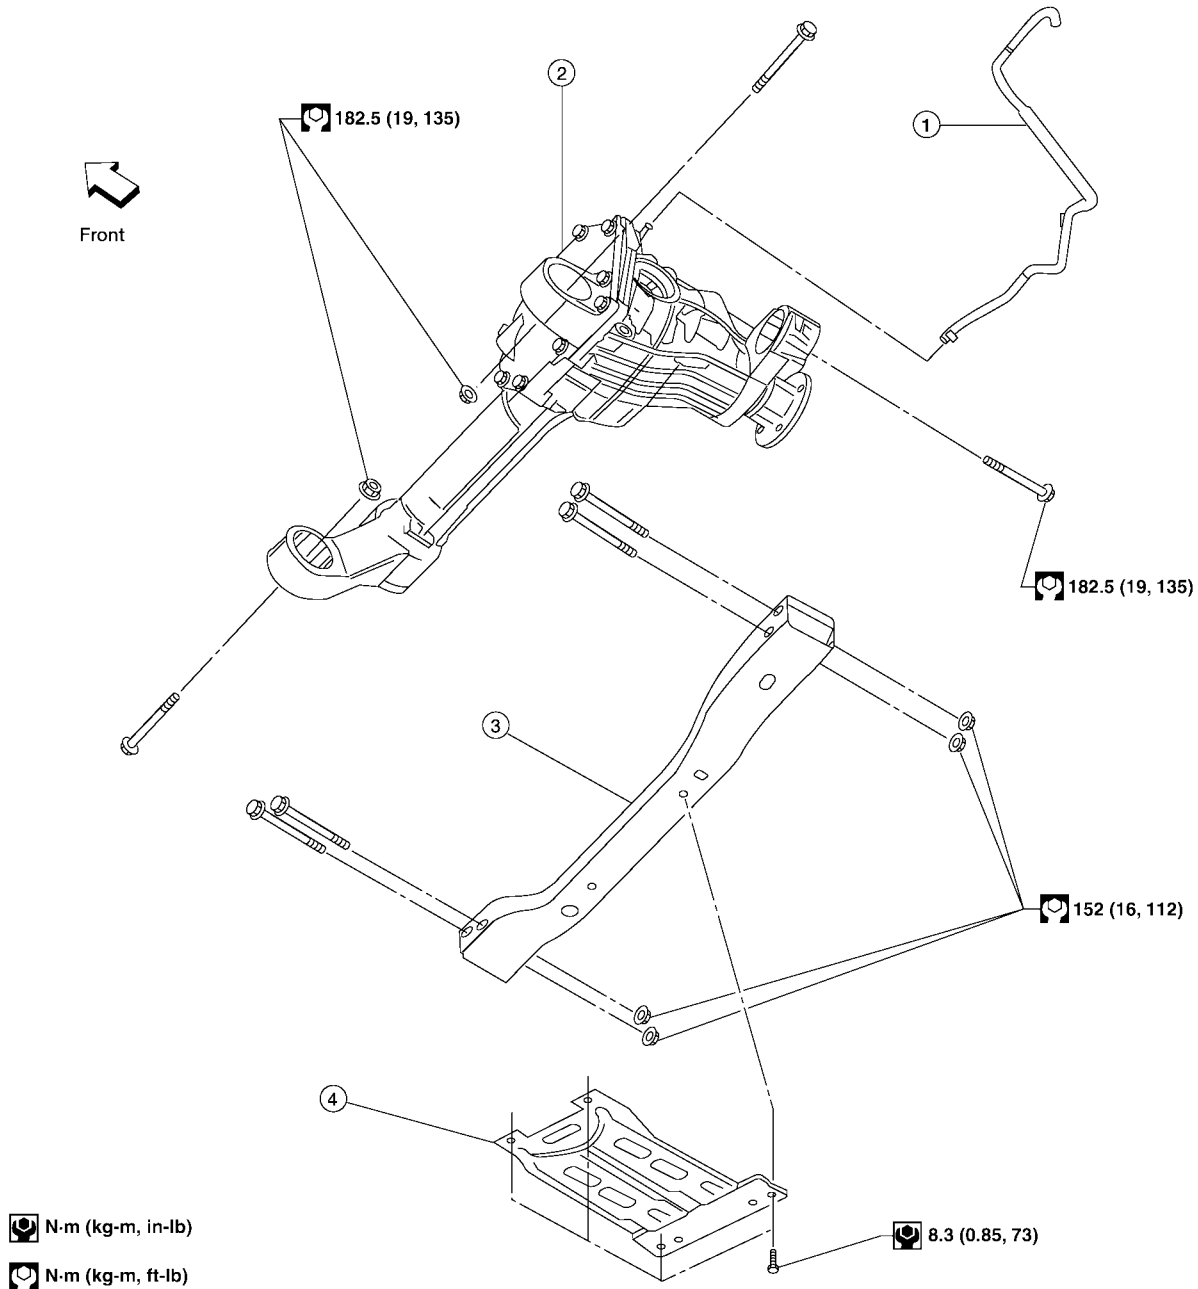 2
182.5 (19, 135)
1
Front
182.5 (19, 135)
3
152 (16, 112)
4
8.3 (0.85, 73)
N·m (kg-m, in-lb)
N·m (kg-m, ft-lb)